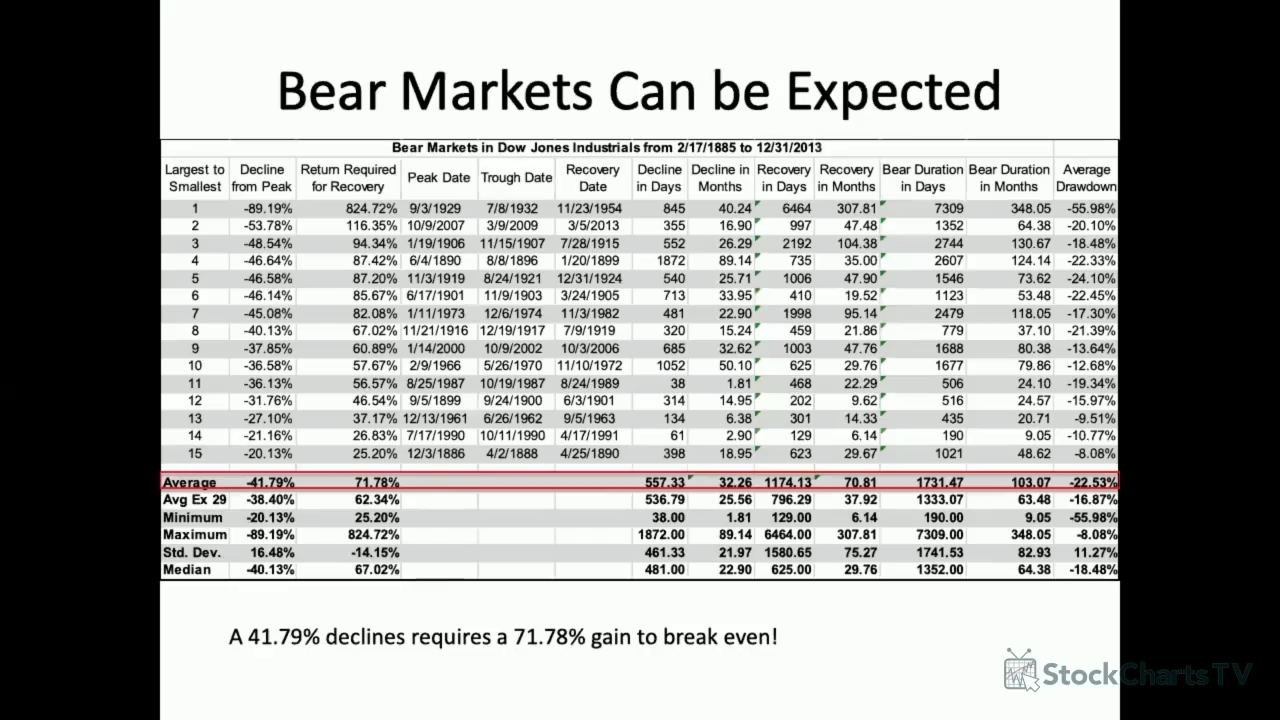 Bear Markets Can be Expected
Bear Markets in Dow Jones Industrials from 2/17/1885 to 12/31/2013
Largest to Smallest Decline from Peak Return Required for Recovery Peak Date Trough Date Recovery Date Decline in Days Decline in Months Recovery in Days Recovery in Months Bear Duration in Days Bear Duration in Months Average Drawdown
1 -89.19% 824.72% 9/3/1929 7/8/1932 11/23/1954 845 40.24 6464 307.81 7309 348.05 -55.98%
2 -53.78% 116.35% 10/9/2007 3/9/2009 3/5/2013 355 16.90 997 47.48 1352 64.38 -20.10%
3 -48.54% 94.34% 1/19/1906 11/15/1907 7/28/1915 552 26.29 2192 104.38 2744 130.67 -18.48%
4 -46.64% 87.42% 6/4/1890 8/8/1896 1/20/1899 1872 89.14 735 35.00 2607 124.14 -22.33%
5 -46.58% 87.20% 11/3/1919 8/24/1921 12/31/1924 540 25.71 1006 47.90 1546 73.62 -24.10%
6 -46.14% 85.67% 6/17/1901 11/9/1903 3/24/1905 713 33.95 410 19.52 1123 53.48 -22.45%
7 -45.08% 82.08% 1/11/1973 12/6/1974 11/3/1982 481 22.90 1998 95.14 2479 118.05 -17.30%
8 -40.13% 67.02% 11/21/1916 12/19/1917 7/9/1919 320 15.24 459 21.86 779 37.10 -21.39%
9 -37.85% 60.89% 1/14/2000 10/9/2002 10/3/2006 685 32.62 1003 47.76 1688 80.38 -13.64%
10 -36.58% 57.67% 2/9/1966 5/26/1970 11/10/1972 1052 50.10 625 29.76 1677 79.86 -12.68%
11 -36.13% 56.57% 8/25/1987 10/19/1987 8/24/1989 38 1.81 468 22.29 506 24.10 -19.34%
12 -31.76% 46.54% 9/5/1899 9/24/1900 6/3/1901 314 14.95 202 9.62 516 24.57 -15.97%
13 -27.10% 37.17% 12/13/1961 6/26/1962 9/5/1963 134 6.38 301 14.33 435 20.71 -9.51%
14 -21.16% 26.83% 7/17/1990 10/11/1990 4/17/1991 61 2.90 129 6.14 190 9.05 -10.77%
15 -20.13% 25.20% 12/3/1886 4/2/1888 4/25/1890 398 18.95 623 29.67 1021 48.62 -8.08%
Average -41.79% 71.78% 557.33 32.26 1174.13 70.81 1731.47 103.07 -22.53%
Avg Ex 29 -38.40% 62.34% 536.79 25.56 796.29 37.92 1333.07 63.48 -16.87%
Minimum -20.13% 25.20% 38.00 1.81 129.00 6.14 190.00 9.05 -55.98%
Maximum -89.19% 824.72% 1872.00 89.14 6464.00 307.81 7309.00 348.05 -8.08%
Std. Dev. 16.48% -14.15% 461.33 21.97 1580.65 75.27 1741.53 82.93 11.27%
Median -40.13% 67.02% 481.00 22.90 625.00 29.76 1352.00 64.38 -18.48%
A 41.79% declines requires a 71.78% gain to break even!
StockChartsTV